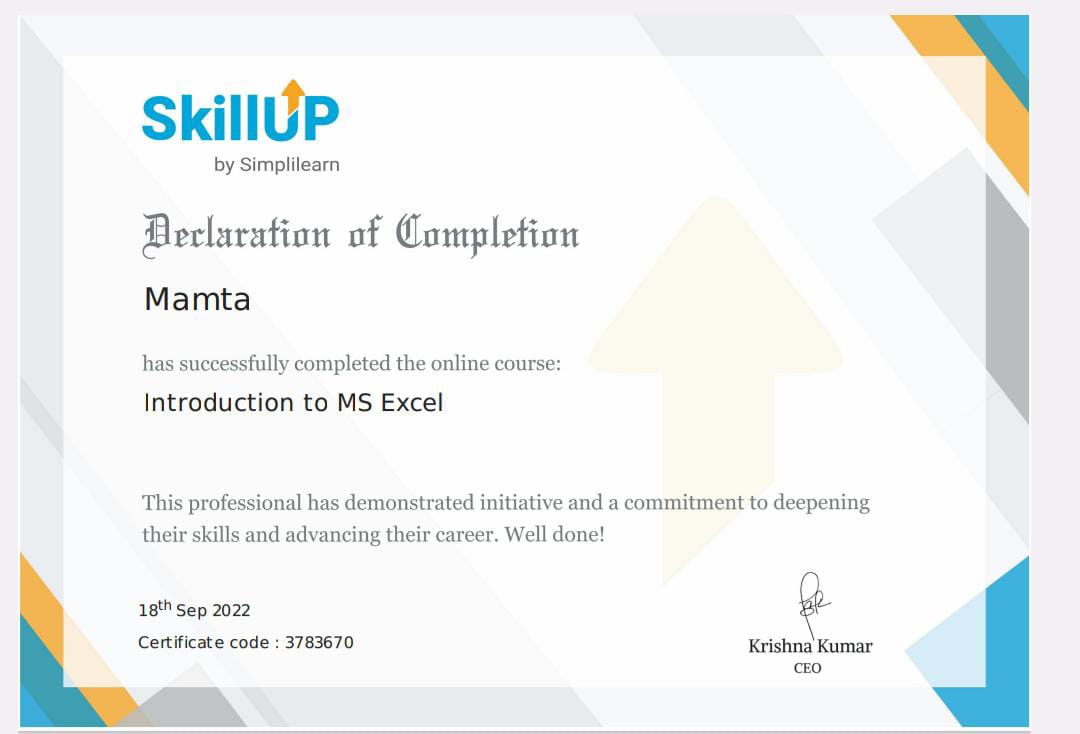 SkillUP
by Simplilearn
Declaration of Completion
Mamta
has successfully completed the online course:
Introduction to MS Excel
This professional has demonstrated initiative and a commitment to deepening
their skills and advancing their career. Well done!
18th Sep 2022
Certificate code : 3783670
Krishna Kumar
CEO